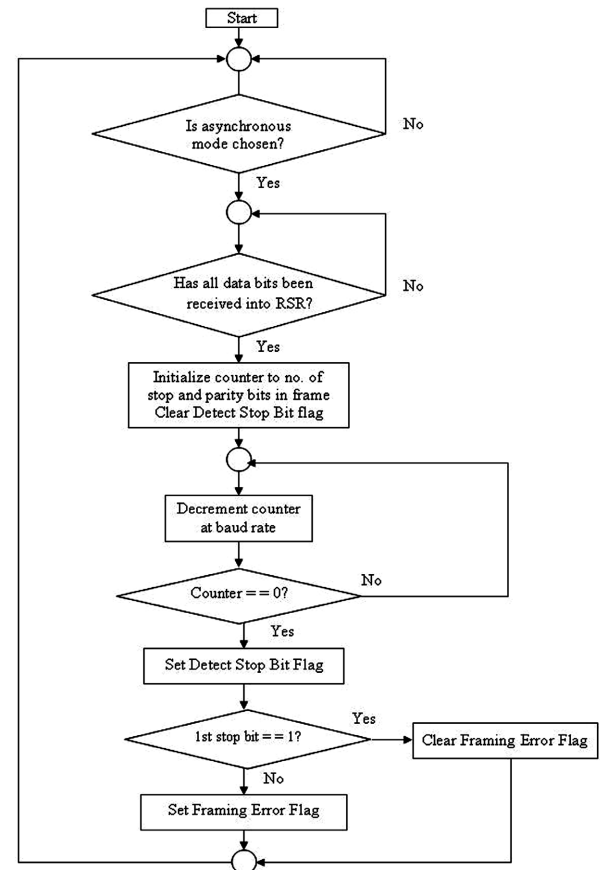 Start
Is asynchronous
mode chosen?
No
Yes
Has all data bits been
received into RSR?
No
Yes
Initialize counter to no. of
stop and parity bits in frame
Clear Detect Stop Bit flag
Decrement counter
at baud rate
Counter = = 0?
No
Yes
Set Detect Stop Bit Flag
1st stop bit = = 1?
Yes
Clear Framing Error Flag
No
Set Framing Error Flag